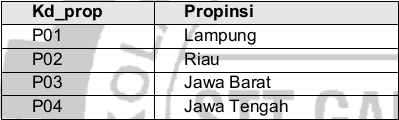 Kd_prop Propinsi
P01 Lampung
P02 Riau
P03 Jawa Barat
P04 Jawa Tengah